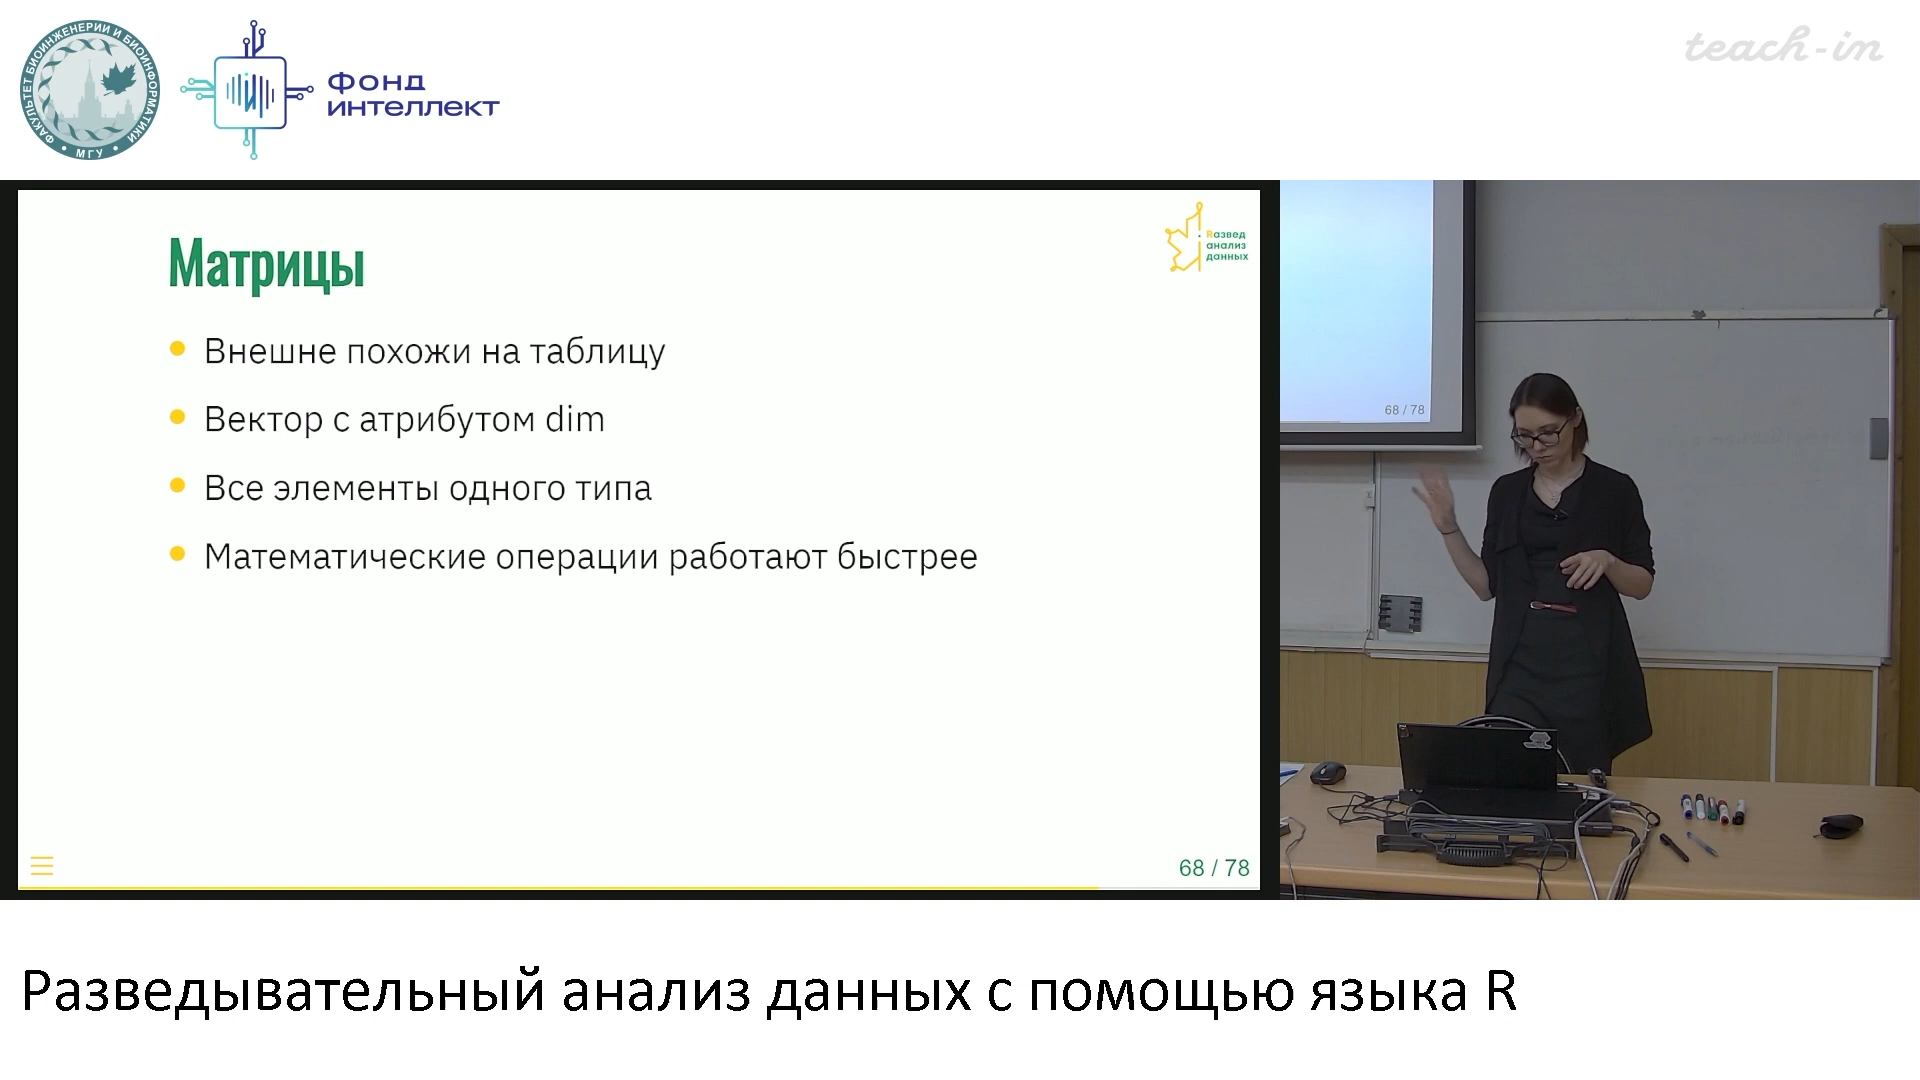 ФАКУЛЬТЕТ БИОИНЖЕНЕРИИ И БИОИНФОРМАТИКИ
МГУ
ФОНД
ИНТЕЛЛЕКТ
teach-in
Матрицы
Rазвед
анализ
данных
Внешне похожи на таблицу
Вектор с атрибутом dim
Все элементы одного типа
Математические операции работают быстрее
68 / 78
68 / 78
Разведывательный анализ данных с помощью языка R